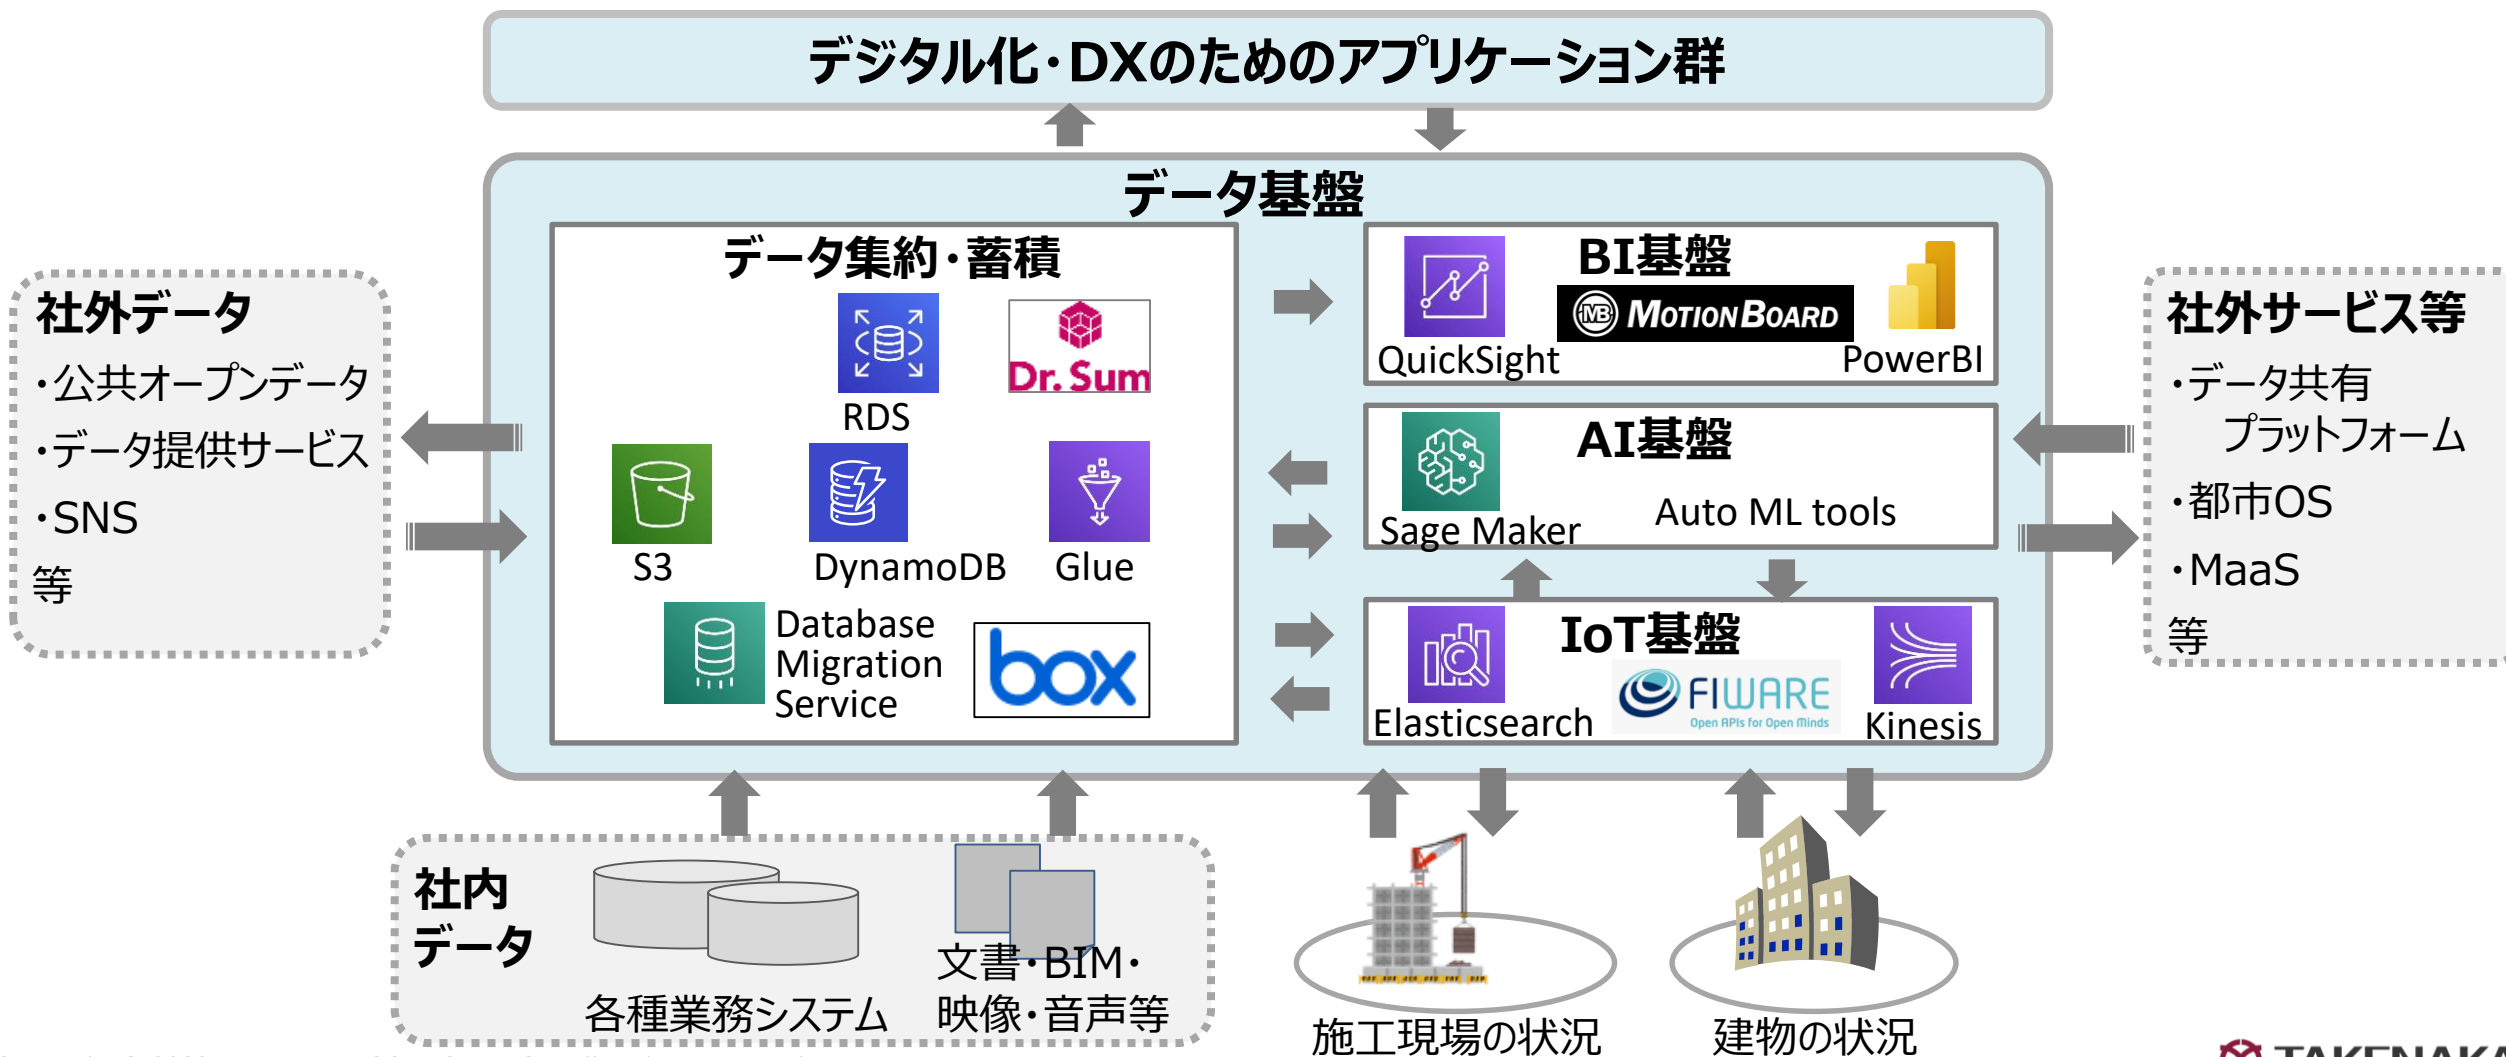 デジタル化・DXのためのアプリケーション群
データ基盤
データ集約・蓄積
RDS
Dr.Sum
S3
DynamoDB
Glue
Database
Migration
Service
box
BI基盤
QuickSight
MB MOTIONBOARD
PowerBI
AI基盤
Sage Maker
Auto ML tools
IoT基盤
Elasticsearch
FIWARE
Open APIs for Open Minds
Kinesis
社外データ
・公共オープンデータ
・データ提供サービス
・SNS
等
社外サービス等
・データ共有
プラットフォーム
・都市OS
・MaaS
等
社内
データ
各種業務システム
文書・BIM・
映像・音声等
施工現場の状況
建物の状況